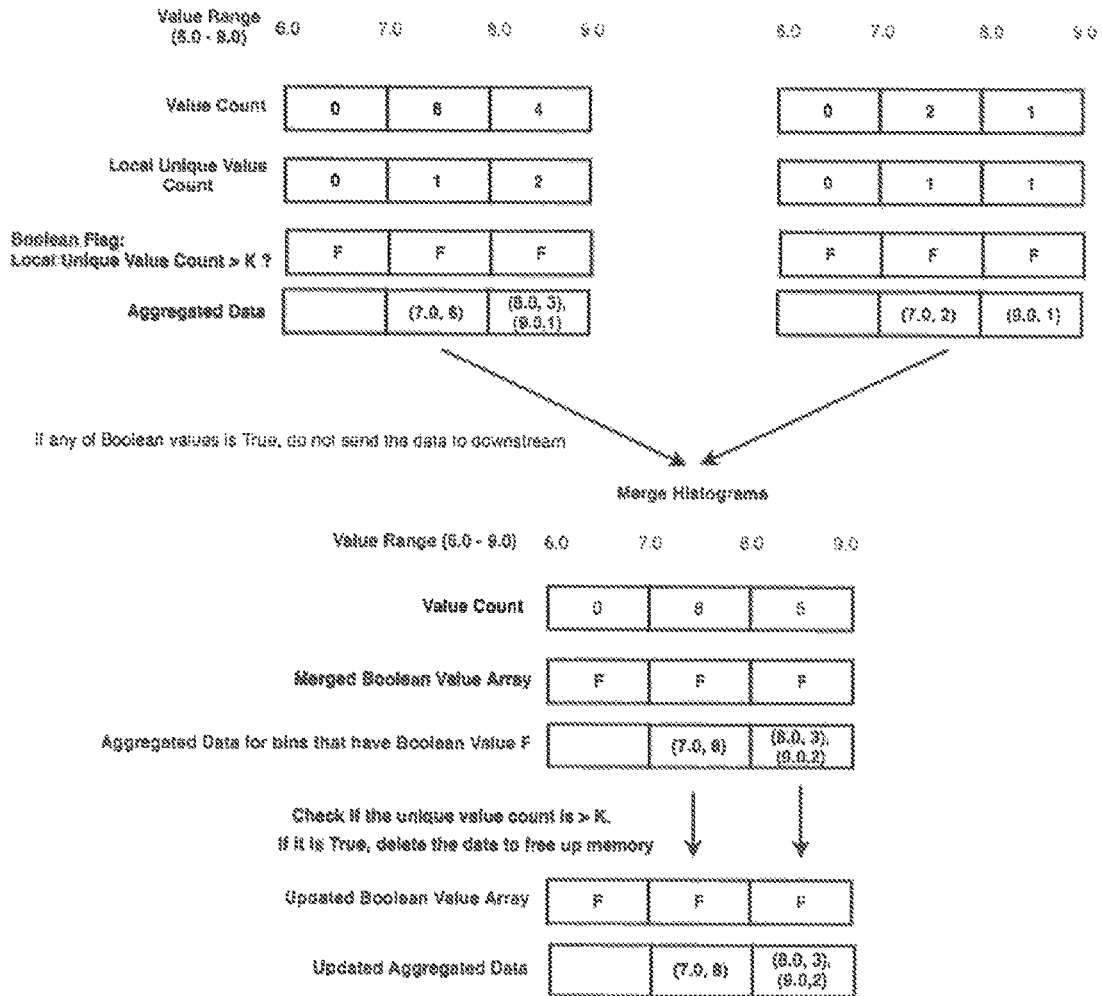 Value Range
(6.0 - 9.0)
6.0 7.0 8.0 9.0
6.0 7.0 8.0 9.0
Value Count 0 6 4
0 2 1
Local Unique Value
Count
0 1 2
0 1 1
Boolean Flag:
Local Unique Value Count > K ?
F F F
F F F
Aggregated Data (7.0, 6) (8.0, 3),
(9.0,1)
(7.0, 2) (9.0, 1)
If any of Boolean values is True, do not send the data to downstream
Merge Histograms
Value Range (6.0 - 9.0) 6.0 7.0 8.0 9.0
Value Count 0 8 5
Merged Boolean Value Array F F F
Aggregated Data for bins that have Boolean Value F (7.0, 8) (8.0, 3),
(9.0,2)
Check if the unique value count is > K.
If it is True, delete the data to free up memory
Updated Boolean Value Array F F F
Updated Aggregated Data (7.0, 8) (8.0, 3),
(9.0,2)